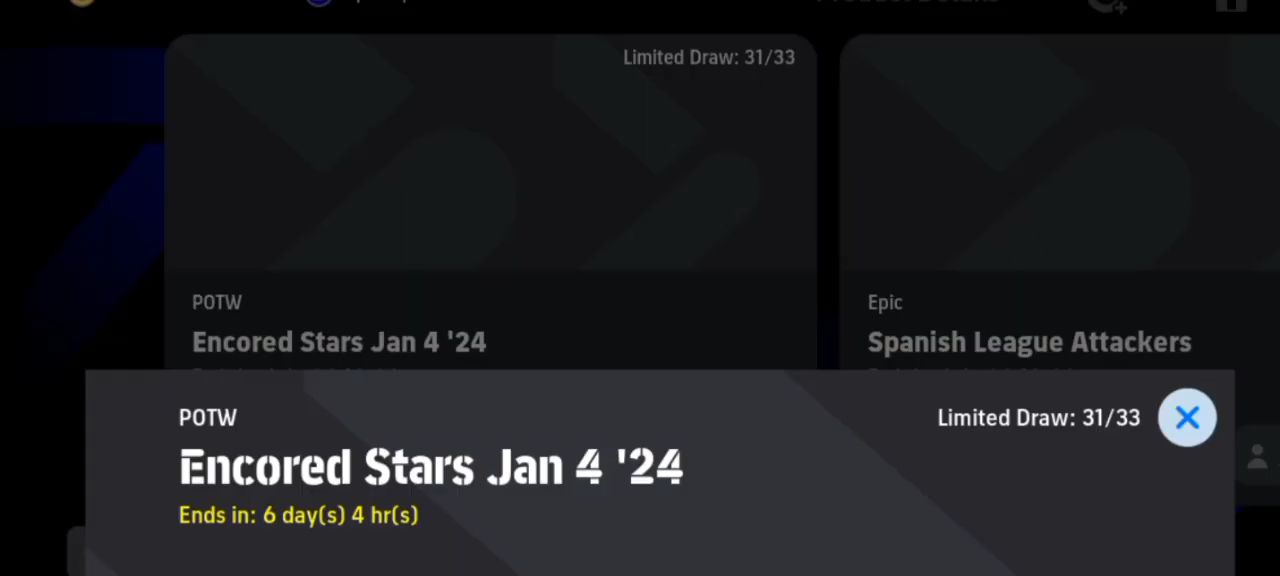 Limited Draw: 31/33
POTW
Encored Stars Jan 4 '24
Epic
Spanish League Attackers
POTW
Limited Draw: 31/33
Encored Stars Jan 4 '24
Ends in: 6 day(s) 4 hr(s)